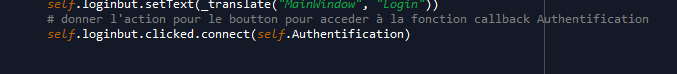 self.loginbut.setText(_translate("MainWindow", "Login"))
# donner l'action pour le boutton pour acceder à la fonction callback Authentification
self.loginbut.clicked.connect(self.Authentification)